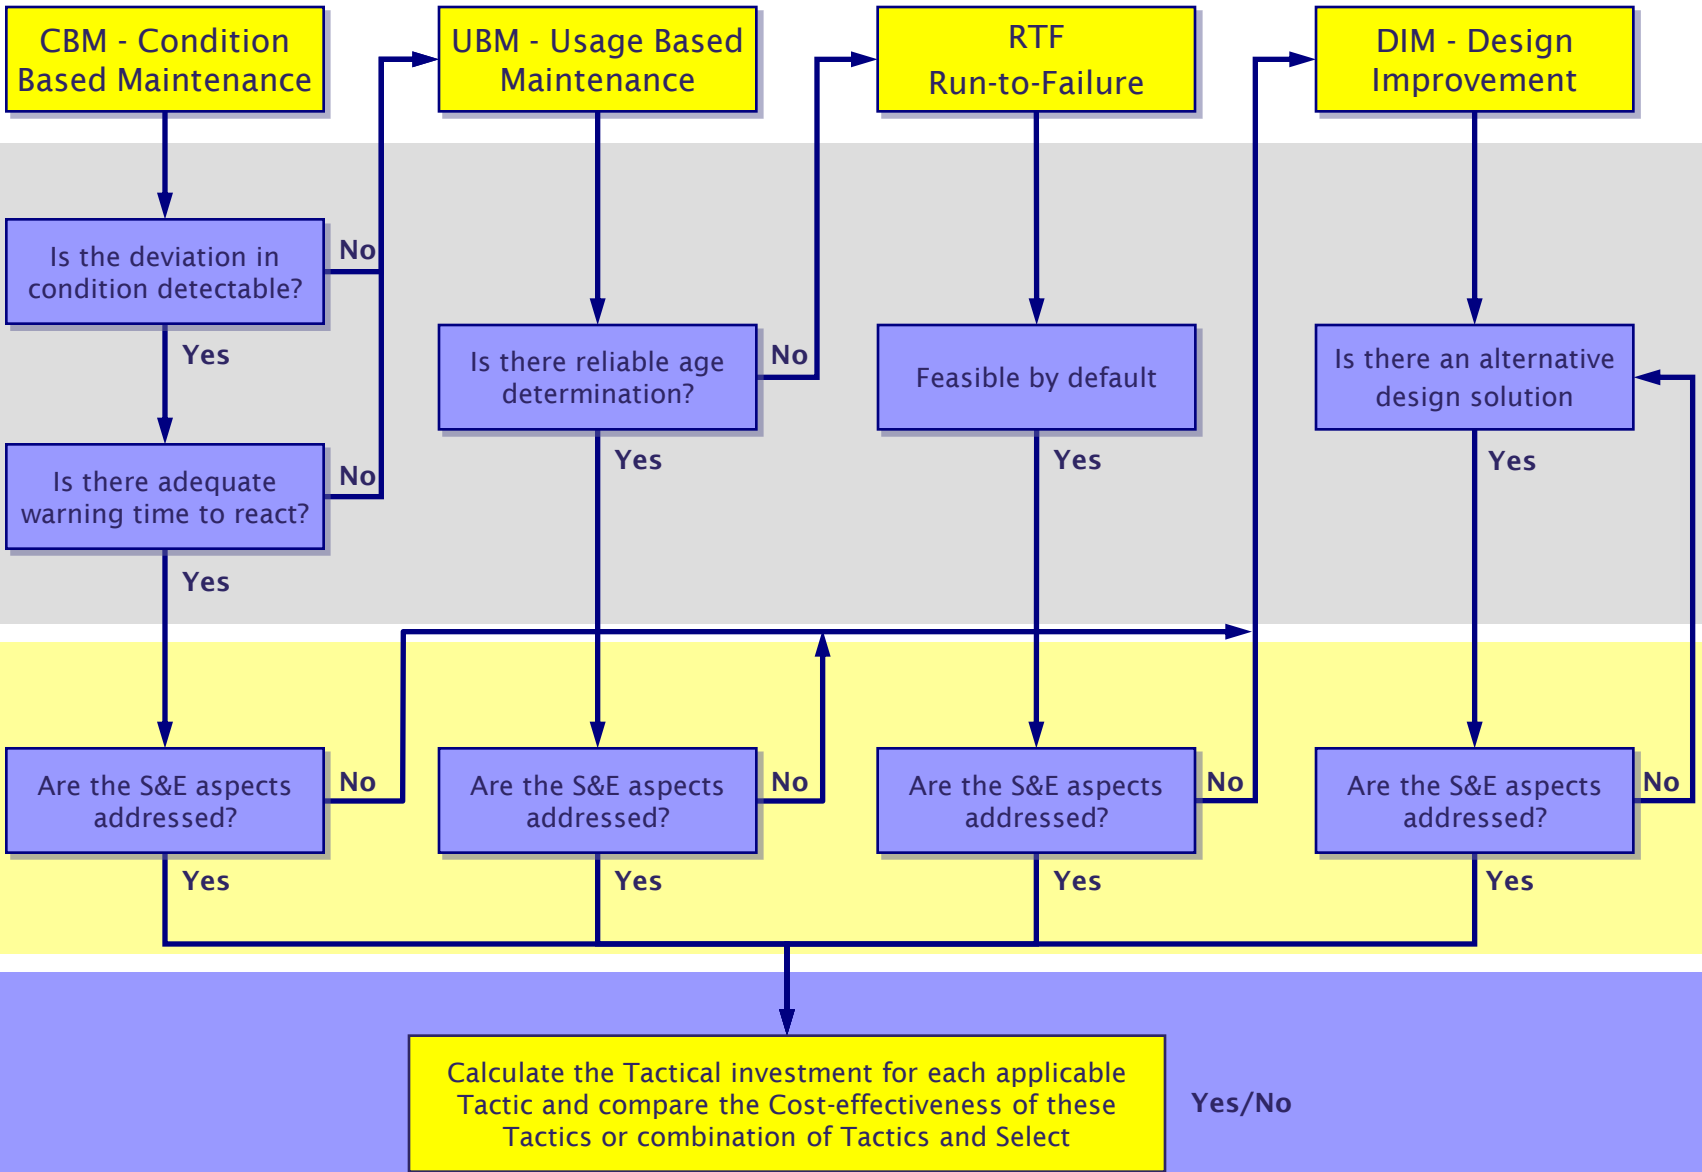 CBM - Condition
Based Maintenance
UBM - Usage Based
Maintenance
RTF
Run-to-Failure
DIM - Design
Improvement
Is the deviation in
condition detectable?
No
Yes
Is there adequate
warning time to react?
No
Yes
Is there reliable age
determination?
No
Yes
Feasible by default
Yes
Is there an alternative
design solution
Yes
Are the S&E aspects
addressed?
No
Yes
Are the S&E aspects
addressed?
No
Yes
Are the S&E aspects
addressed?
No
Yes
Are the S&E aspects
addressed?
No
Yes
Calculate the Tactical investment for each applicable
Tactic and compare the Cost-effectiveness of these
Tactics or combination of Tactics and Select
Yes/No